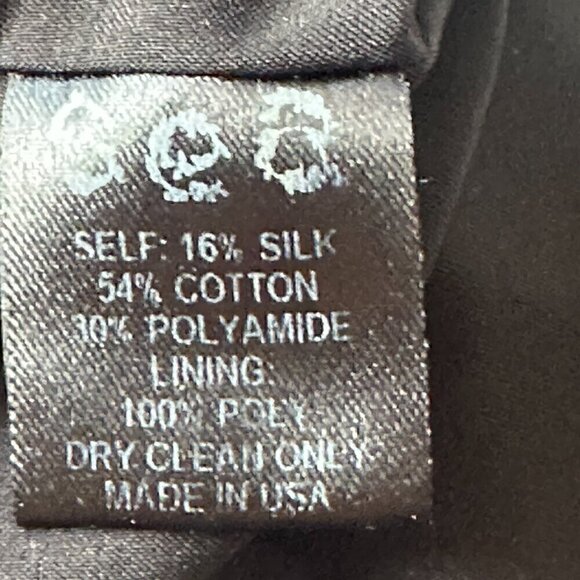 SELF: 16% SILK
54% COTTON
30% POLYAMIDE
LINING:
100% POLY
DRY CLEAN ONLY
MADE IN USA